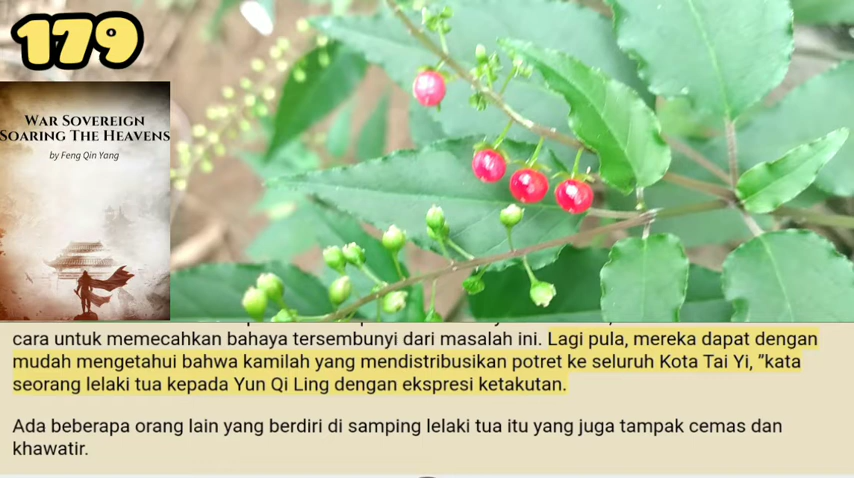 179
WAR SOVEREIGN
SOARING THE HEAVENS
by Feng Qin Yang
cara untuk memecahkan bahaya tersembunyi dari masalah ini. Lagi pula, mereka dapat dengan
mudah mengetahui bahwa kamilah yang mendistribusikan potret ke seluruh Kota Tai Yi, "kata
seorang lelaki tua kepada Yun Qi Ling dengan ekspresi ketakutan.
Ada beberapa orang lain yang berdiri di samping lelaki tua itu yang juga tampak cemas dan
khawatir.